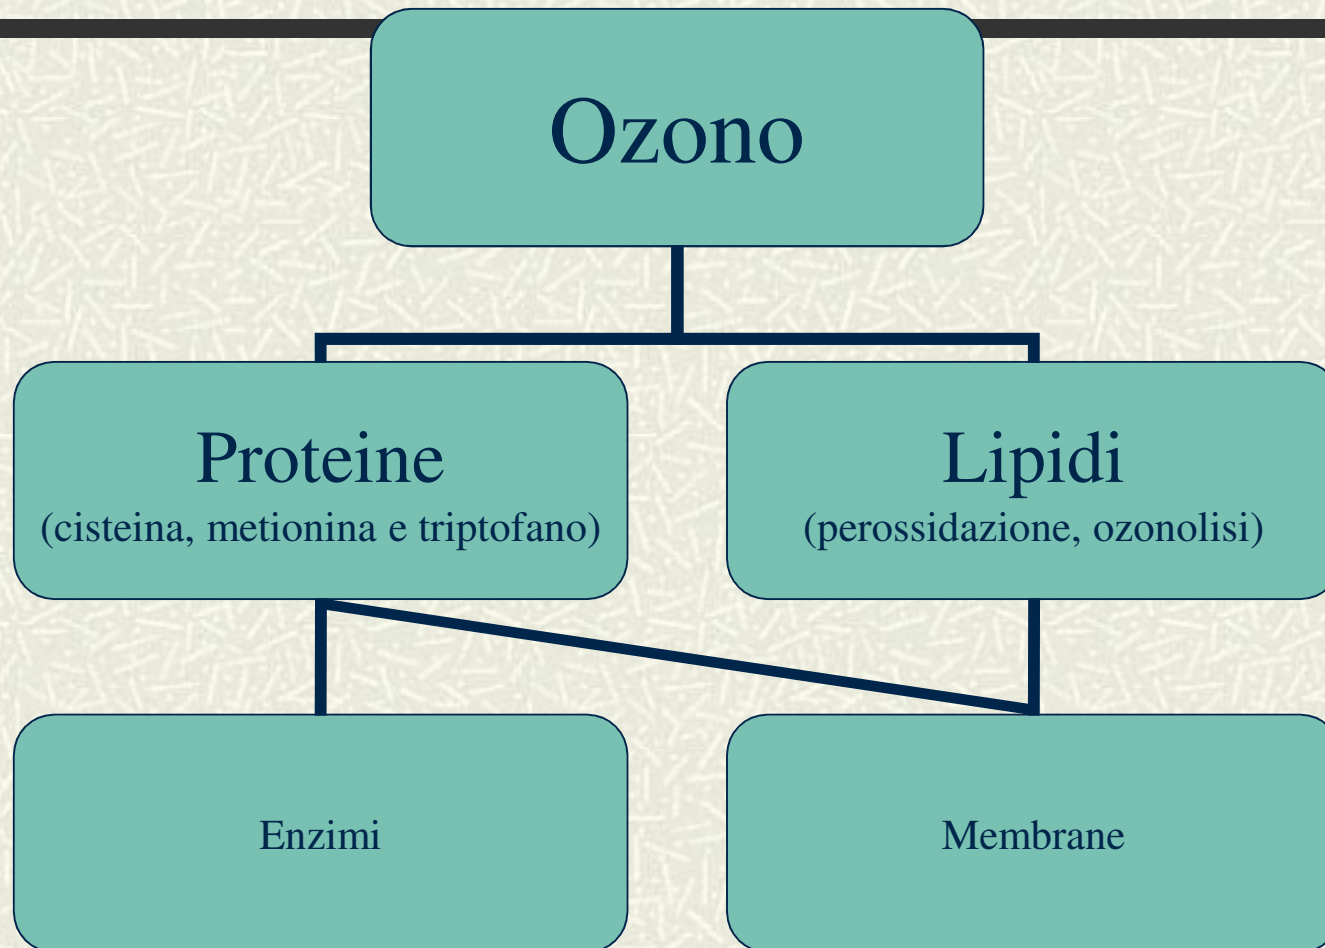 Ozono
Proteine
(cisteina, metionina e triptofano)
Lipidi
(perossidazione, ozonolisi)
Enzimi
Membrane